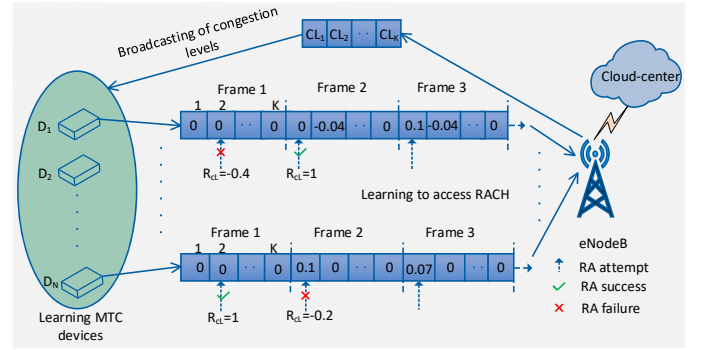 Broadcasting of congestion
levels
CL1 CL2 ·· CLK
Cloud-center
Frame 1 Frame 2 Frame 3
1 2 K
D1
0 0 ·· 0 0 -0.04 ·· 0 0.1 -0.04 ·· 0
D2
RcL=-0.4 RcL=1
Learning to access RACH
Frame 1 Frame 2 Frame 3
1 2 K
DN
0 0 ·· 0 0.1 0 ·· 0 0.07 0 ·· 0
RcL=1 RcL=-0.2
Learning MTC
devices
eNodeB
RA attempt
RA success
RA failure